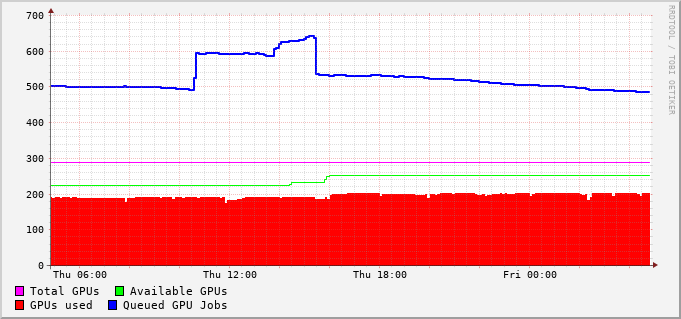 700
600
500
400
300
200
100
0
Thu 06:00 Thu 12:00 Thu 18:00 Fri 00:00
Total GPUs Available GPUs
GPUs used Queued GPU Jobs
RRDTOOL / TOBI OETIKER